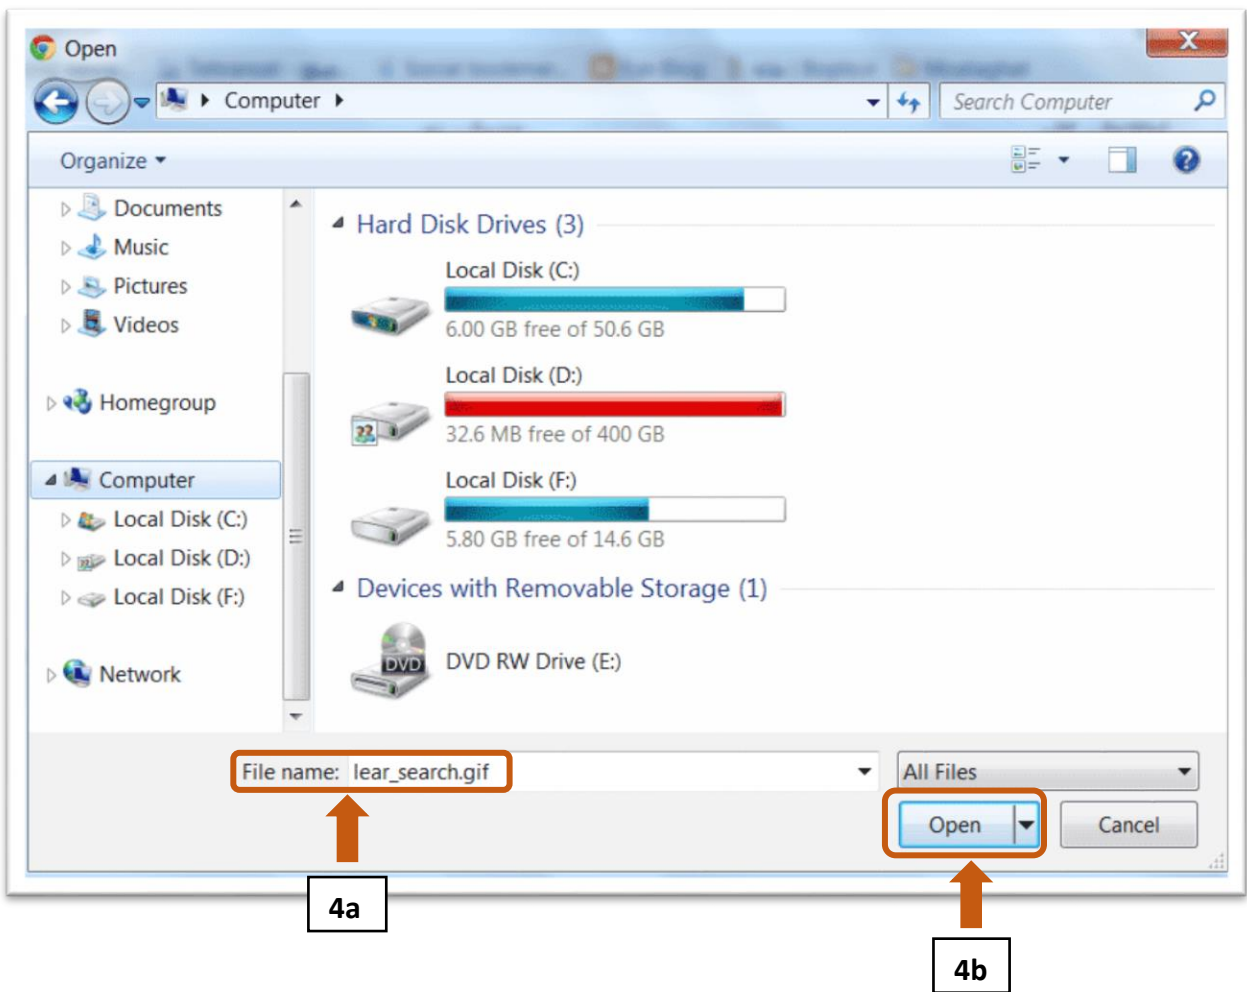 Open
Computer
Search Computer
Organize
Documents
Music
Pictures
Videos
Homegroup
Computer
Local Disk (C:)
Local Disk (D:)
Local Disk (F:)
Network
Hard Disk Drives (3)
Local Disk (C:)
6.00 GB free of 50.6 GB
Local Disk (D:)
32.6 MB free of 400 GB
Local Disk (F:)
5.80 GB free of 14.6 GB
Devices with Removable Storage (1)
DVD
DVD RW Drive (E:)
File name: lear_search.gif
All Files
Open
Cancel
4a
4b